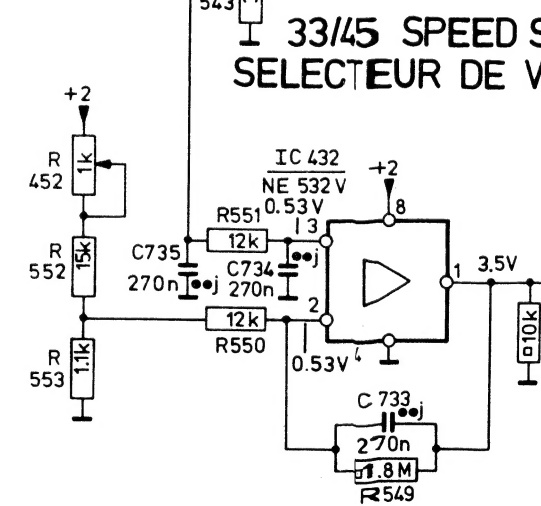 543
33/45 SPEED S
SELECTEUR DE V
+2
R
452
1k
IC 432
NE 532 V
+2
8
0.53V
3
R551
12k
C735
270n
j
C734
270n
j
R
552
15k
1
3.5V
2
12k
R550
0.53V
4
R
553
1.1k
10k
C 733
j
270n
1.8M
R549